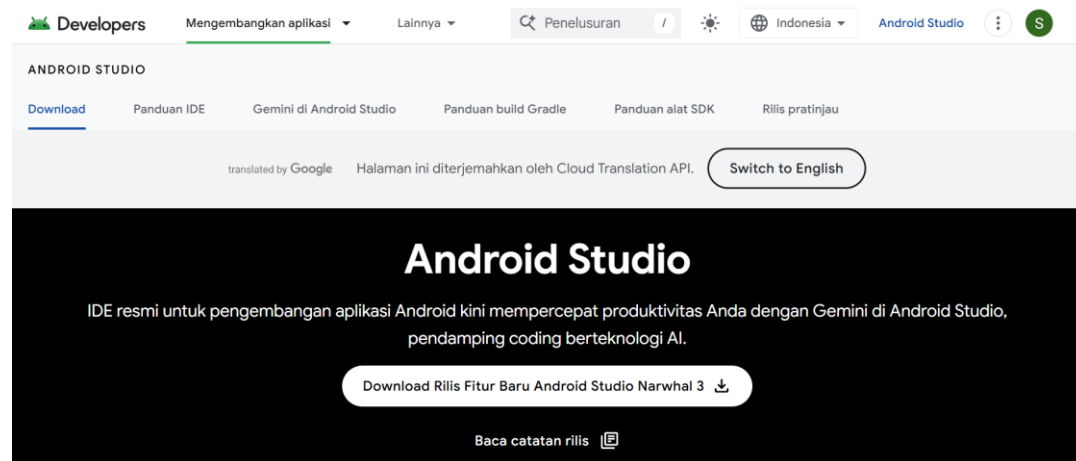 Developers Mengembangkan aplikasi Lainnya Penelusuran / Indonesia Android Studio S
ANDROID STUDIO
Download Panduan IDE Gemini di Android Studio Panduan build Gradle Panduan alat SDK Rilis pratinjau
translated by Google Halaman ini diterjemahkan oleh Cloud Translation API. Switch to English
Android Studio
IDE resmi untuk pengembangan aplikasi Android kini mempercepat produktivitas Anda dengan Gemini di Android Studio,
pendamping coding berteknologi AI.
Download Rilis Fitur Baru Android Studio Narwhal 3
Baca catatan rilis